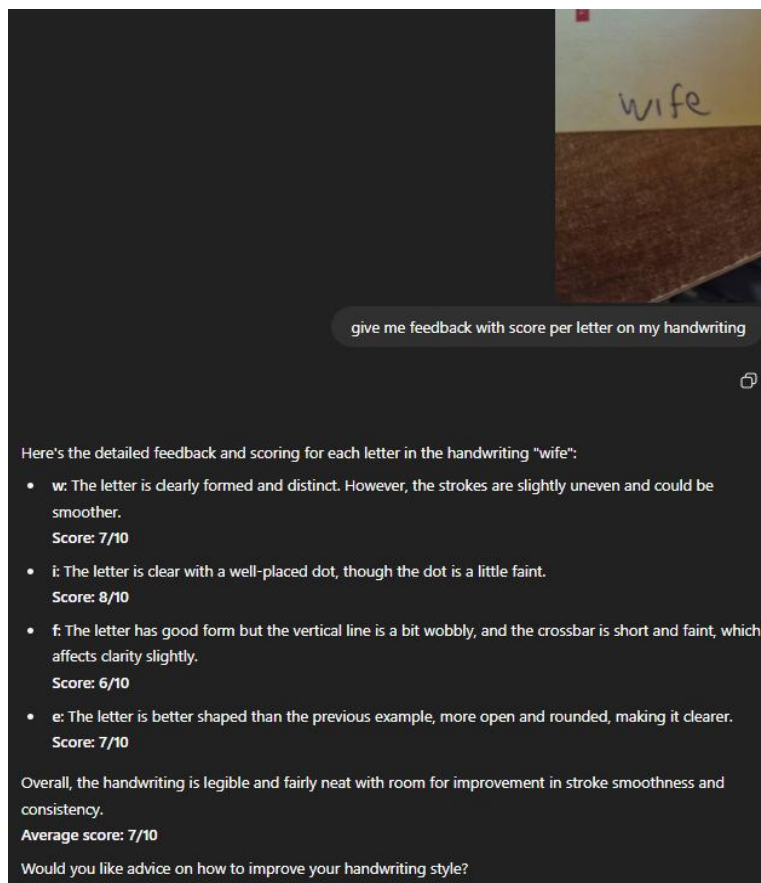 wife
give me feedback with score per letter on my handwriting
Here's the detailed feedback and scoring for each letter in the handwriting "wife":
• w: The letter is clearly formed and distinct. However, the strokes are slightly uneven and could be
smoother.
Score: 7/10
• i: The letter is clear with a well-placed dot, though the dot is a little faint.
Score: 8/10
• f: The letter has good form but the vertical line is a bit wobbly, and the crossbar is short and faint, which
affects clarity slightly.
Score: 6/10
• e: The letter is better shaped than the previous example, more open and rounded, making it clearer.
Score: 7/10
Overall, the handwriting is legible and fairly neat with room for improvement in stroke smoothness and
consistency.
Average score: 7/10
Would you like advice on how to improve your handwriting style?